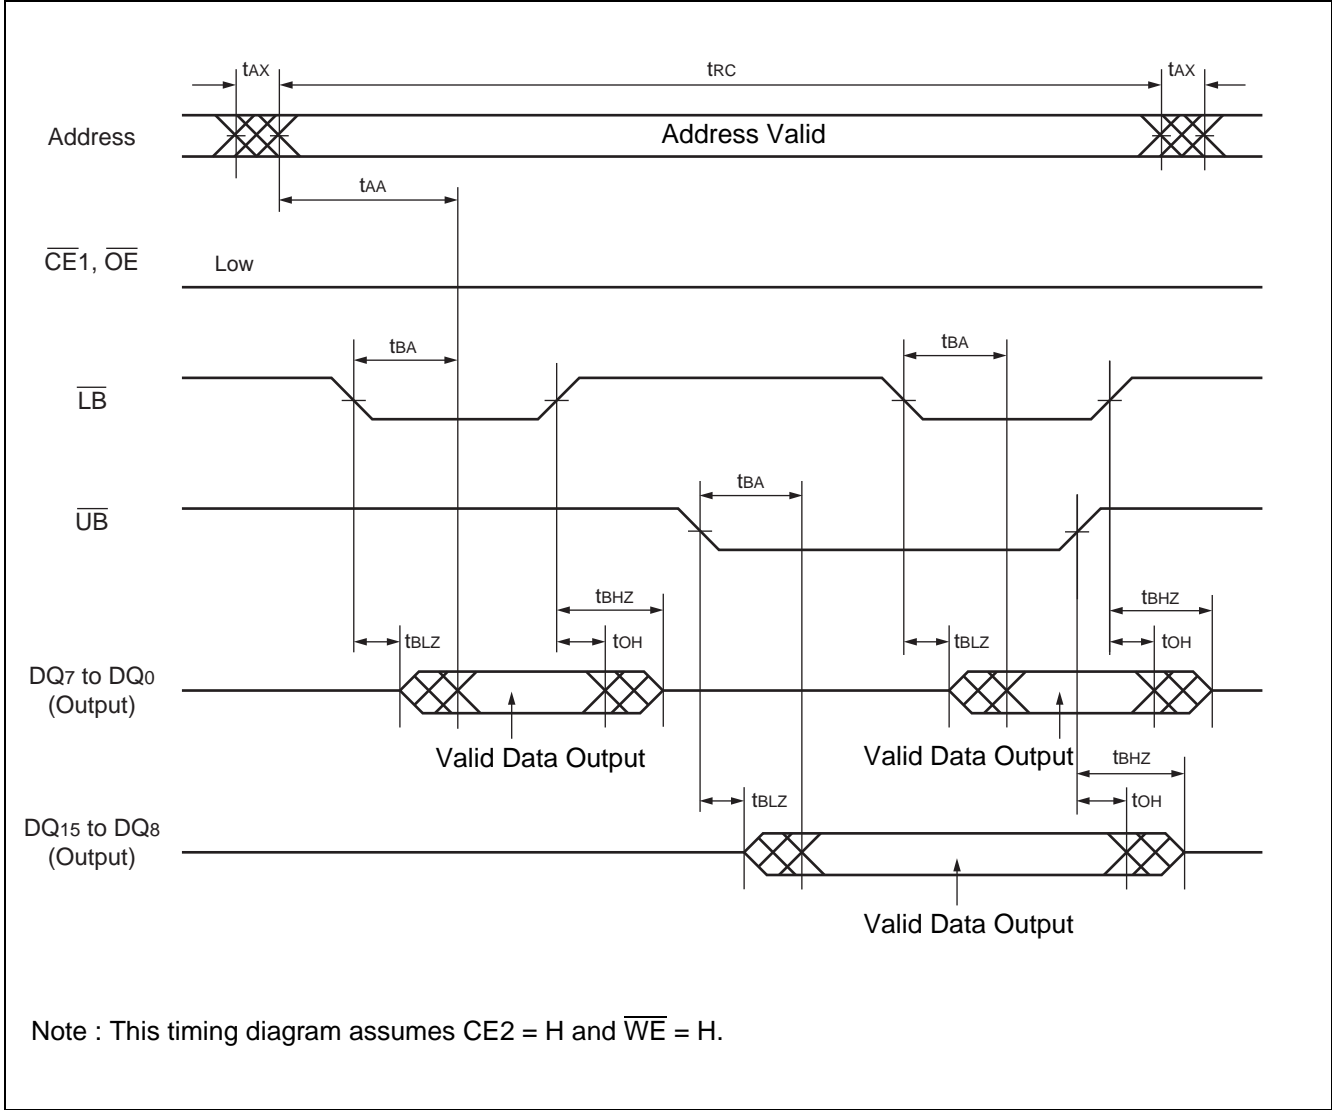 tAX tRC tAX
Address Address Valid
tAA
CE1, OE Low
tBA tBA
LB
tBA
UB
tBHZ tBHZ
tBLZ tOH tBLZ tOH
DQ7 to DQ0
(Output)
Valid Data Output Valid Data Output
tBHZ
tBLZ tOH
DQ15 to DQ8
(Output)
Valid Data Output
Note : This timing diagram assumes CE2 = H and WE = H.